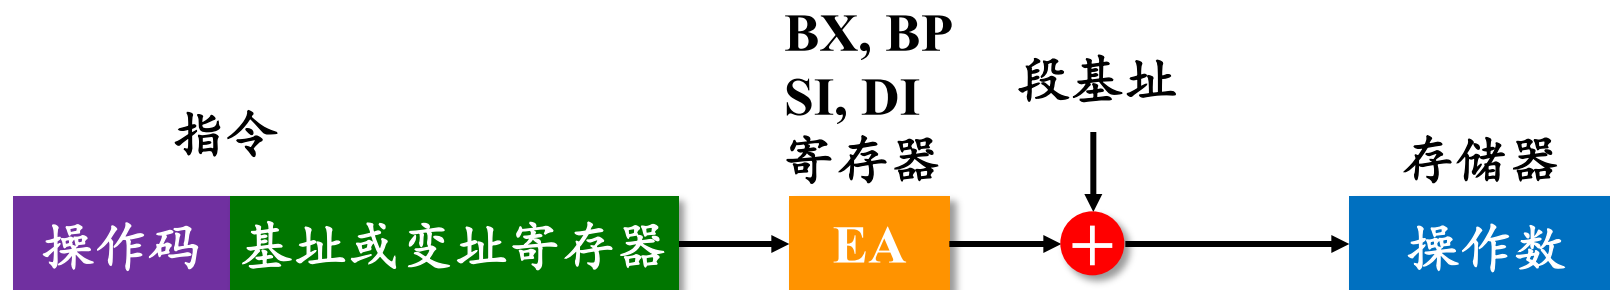 指令
操作码
基址或变址寄存器
BX, BP
SI, DI
寄存器
EA
段基址
存储器
操作数